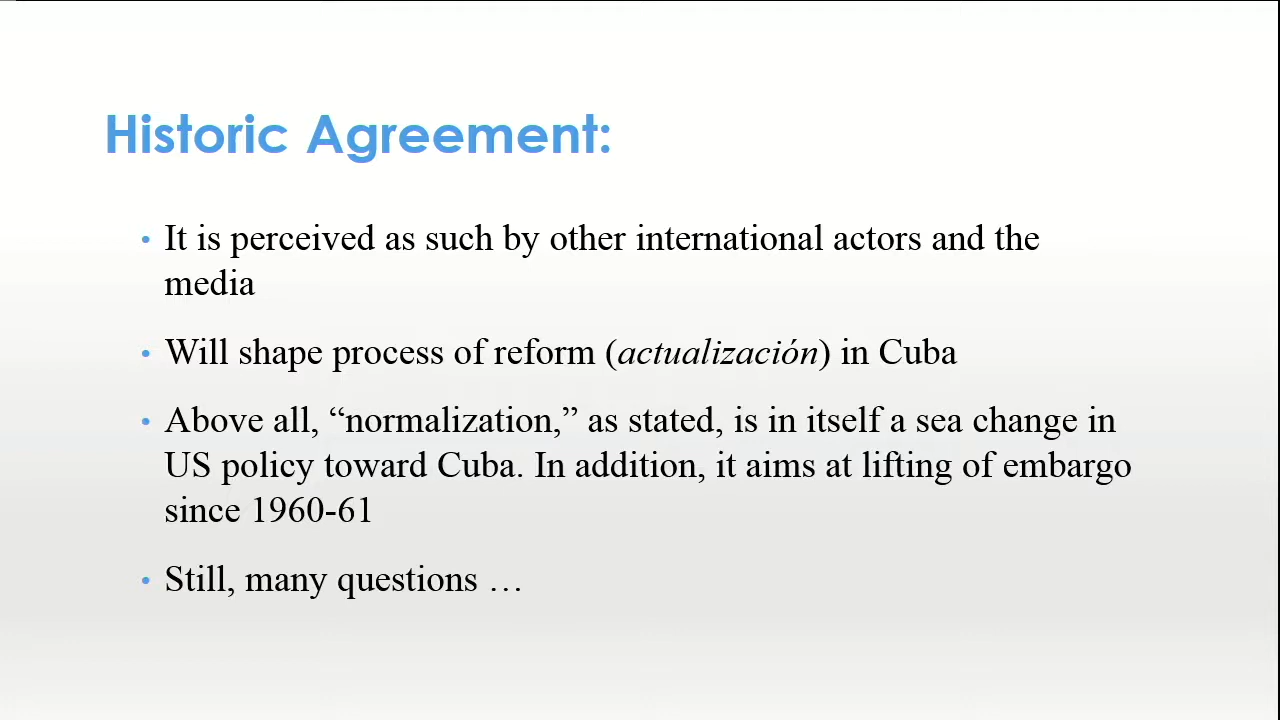 Historic Agreement:
• It is perceived as such by other international actors and the
media
• Will shape process of reform (actualización) in Cuba
• Above all, “normalization,” as stated, is in itself a sea change in
US policy toward Cuba. In addition, it aims at lifting of embargo
since 1960-61
• Still, many questions …